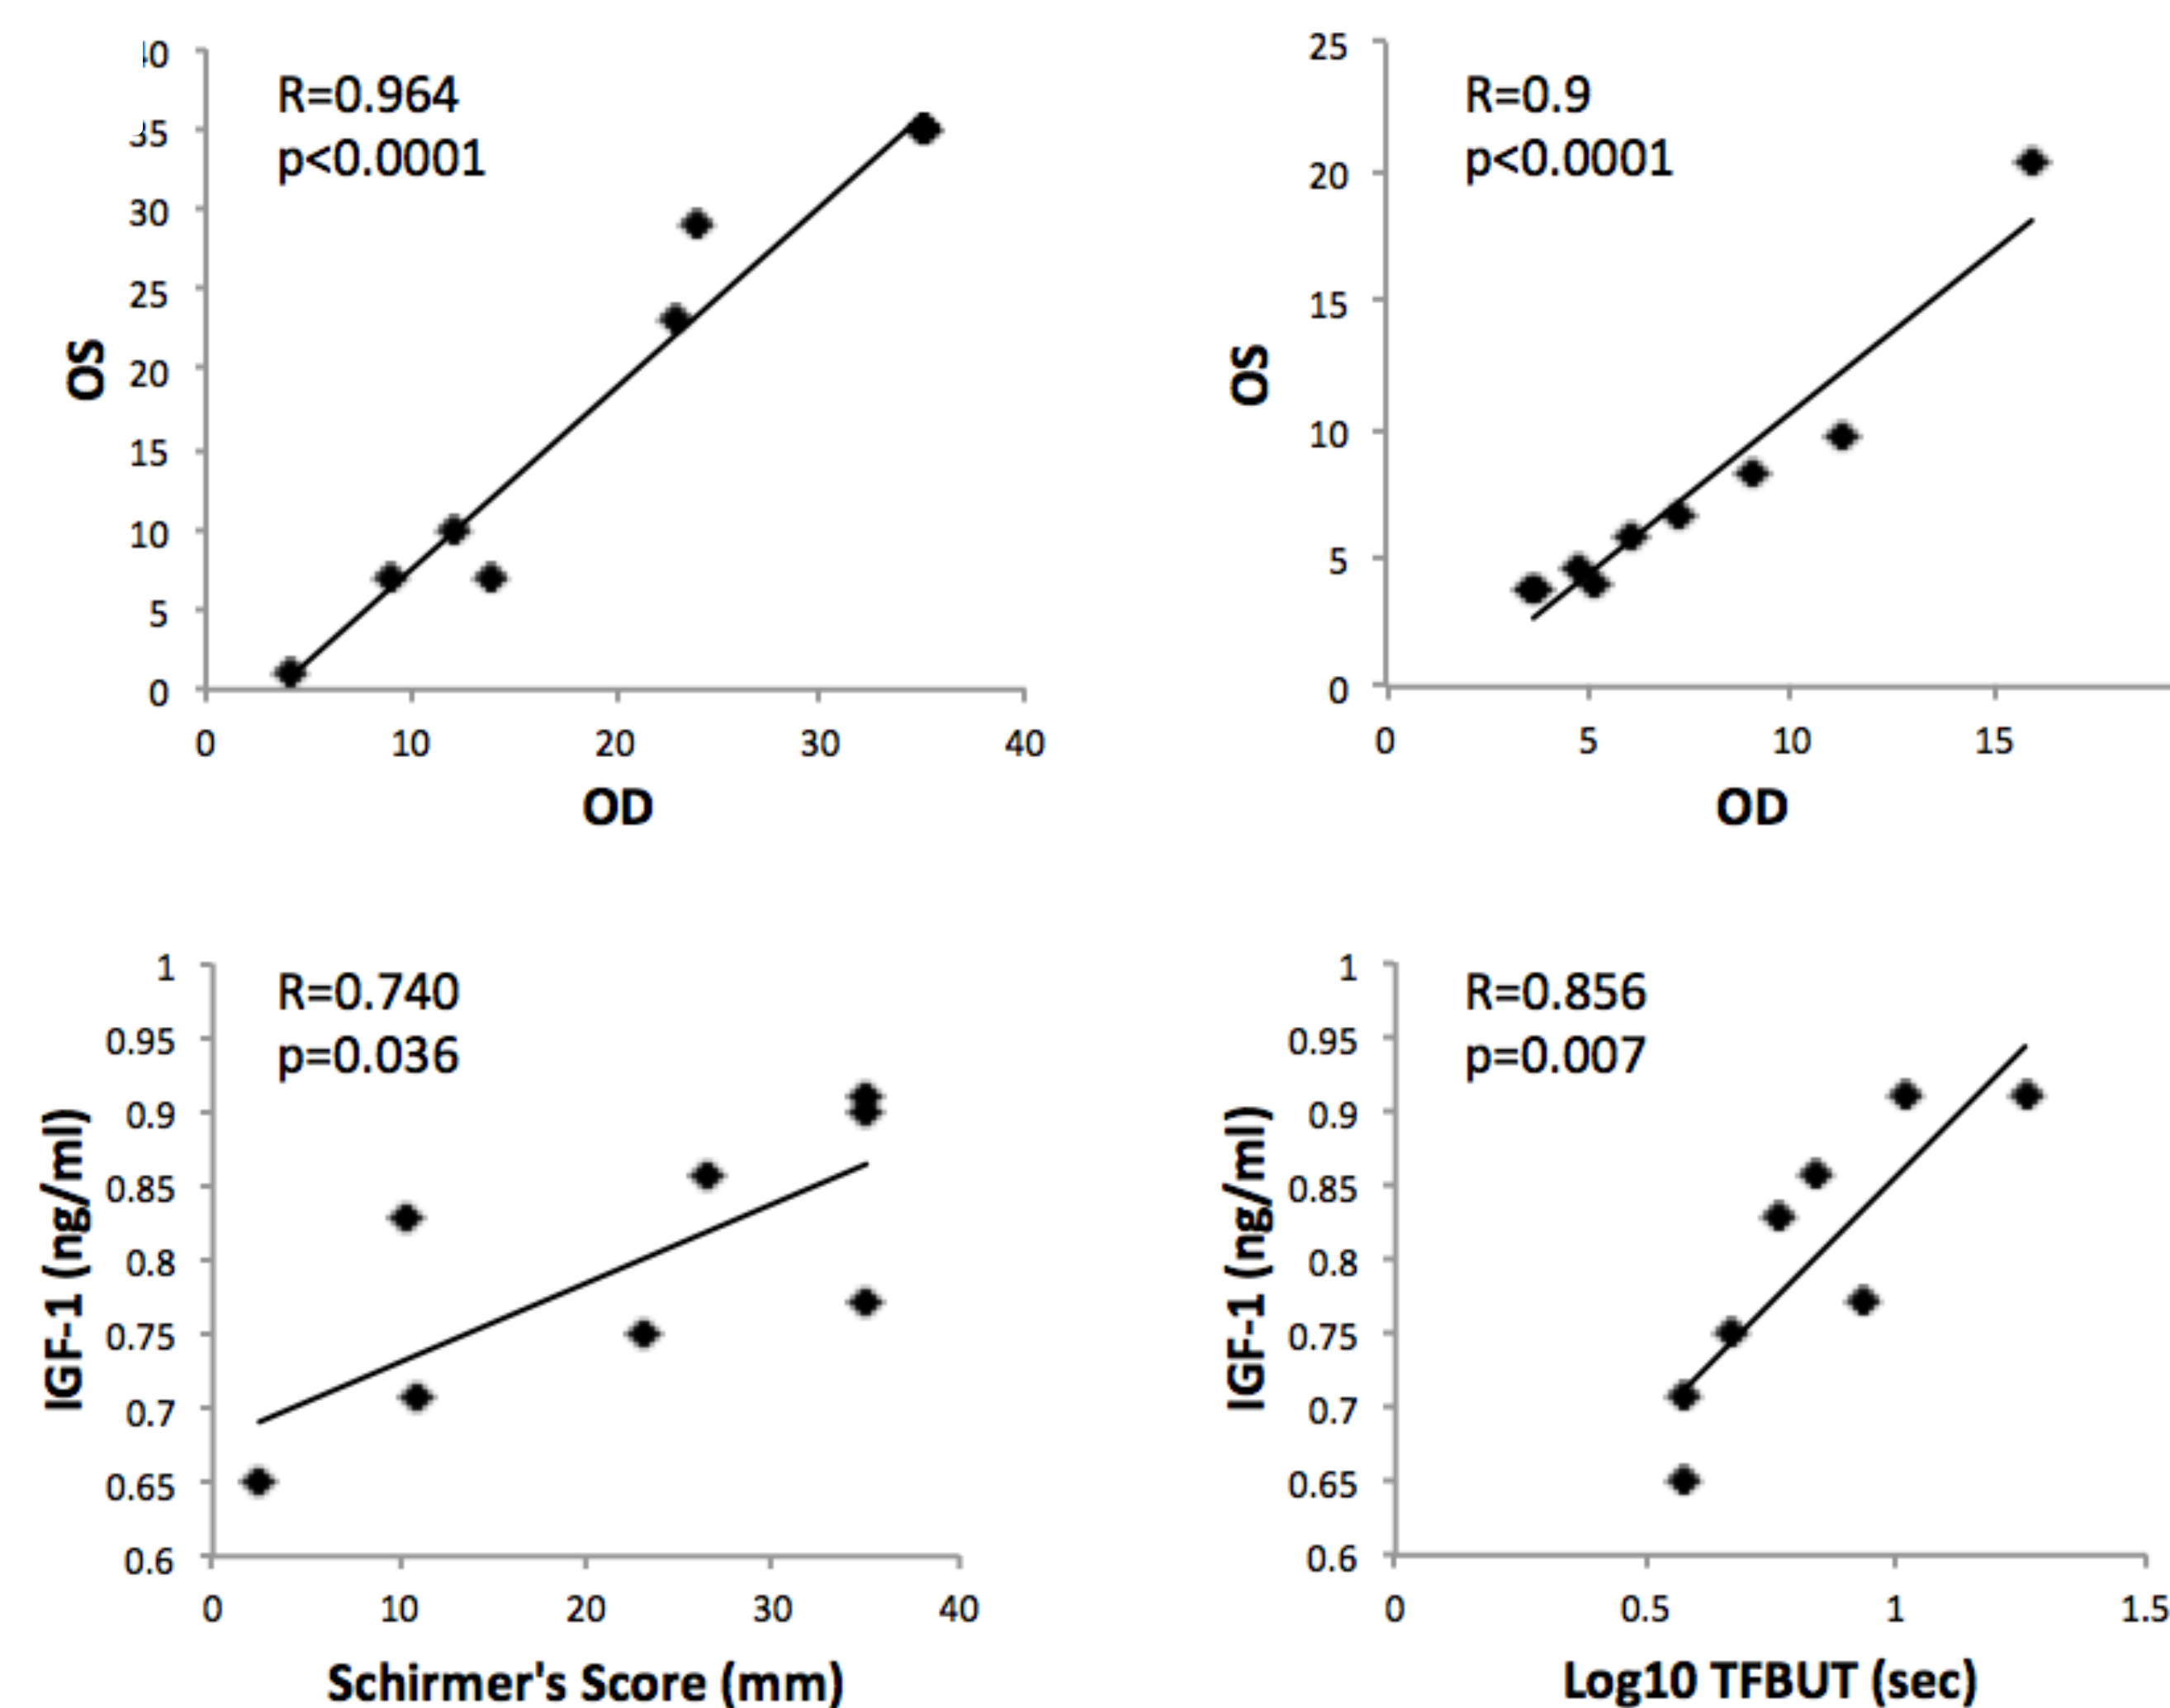 R=0.964
p<0.0001
OS
35
30
25
20
15
10
5
0
0 10 20 30 40
OD
R=0.9
p<0.0001
OS
25
20
15
10
5
0
0 5 10 15
OD
R=0.740
p=0.036
IGF-1 (ng/ml)
1
0.95
0.9
0.85
0.8
0.75
0.7
0.65
0.6
0 10 20 30 40
Schirmer's Score (mm)
R=0.856
p=0.007
IGF-1 (ng/ml)
1
0.95
0.9
0.85
0.8
0.75
0.7
0.65
0.6
0 0.5 1 1.5
Log10 TFBUT (sec)